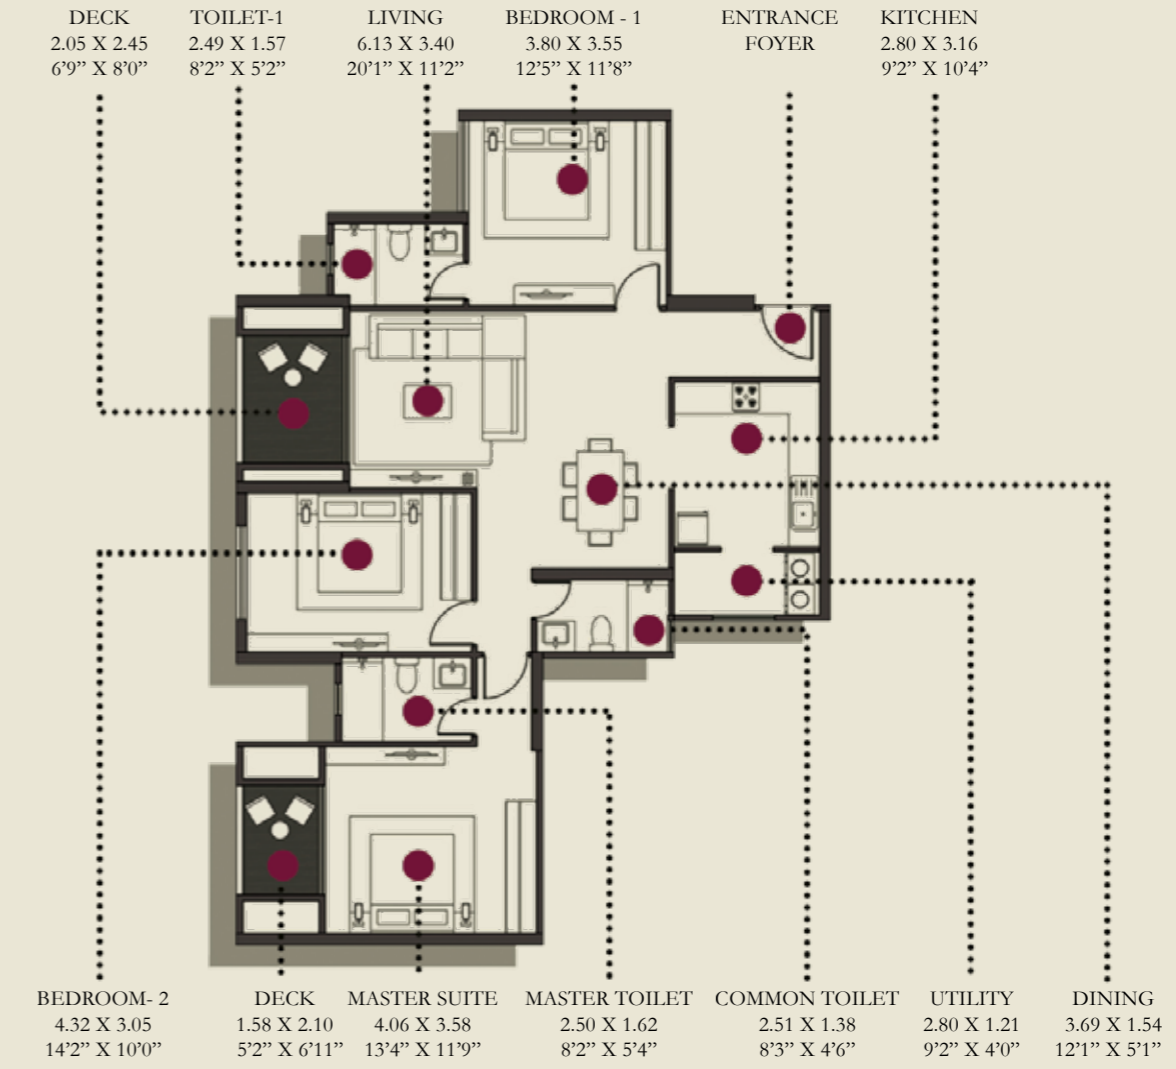 DECK
2.05 X 2.45
6’9” X 8’0”
TOILET-1
2.49 X 1.57
8’2” X 5’2”
LIVING
6.13 X 3.40
20’1” X 11’2”
BEDROOM - 1
3.80 X 3.55
12’5” X 11’8”
ENTRANCE
FOYER
KITCHEN
2.80 X 3.16
9’2” X 10’4”
BEDROOM- 2
4.32 X 3.05
14’2” X 10’0”
DECK
1.58 X 2.10
5’2” X 6’11”
MASTER SUITE
4.06 X 3.58
13’4” X 11’9”
MASTER TOILET
2.50 X 1.62
8’2” X 5’4”
COMMON TOILET
2.51 X 1.38
8’3” X 4’6”
UTILITY
2.80 X 1.21
9’2” X 4’0”
DINING
3.69 X 1.54
12’1” X 5’1”